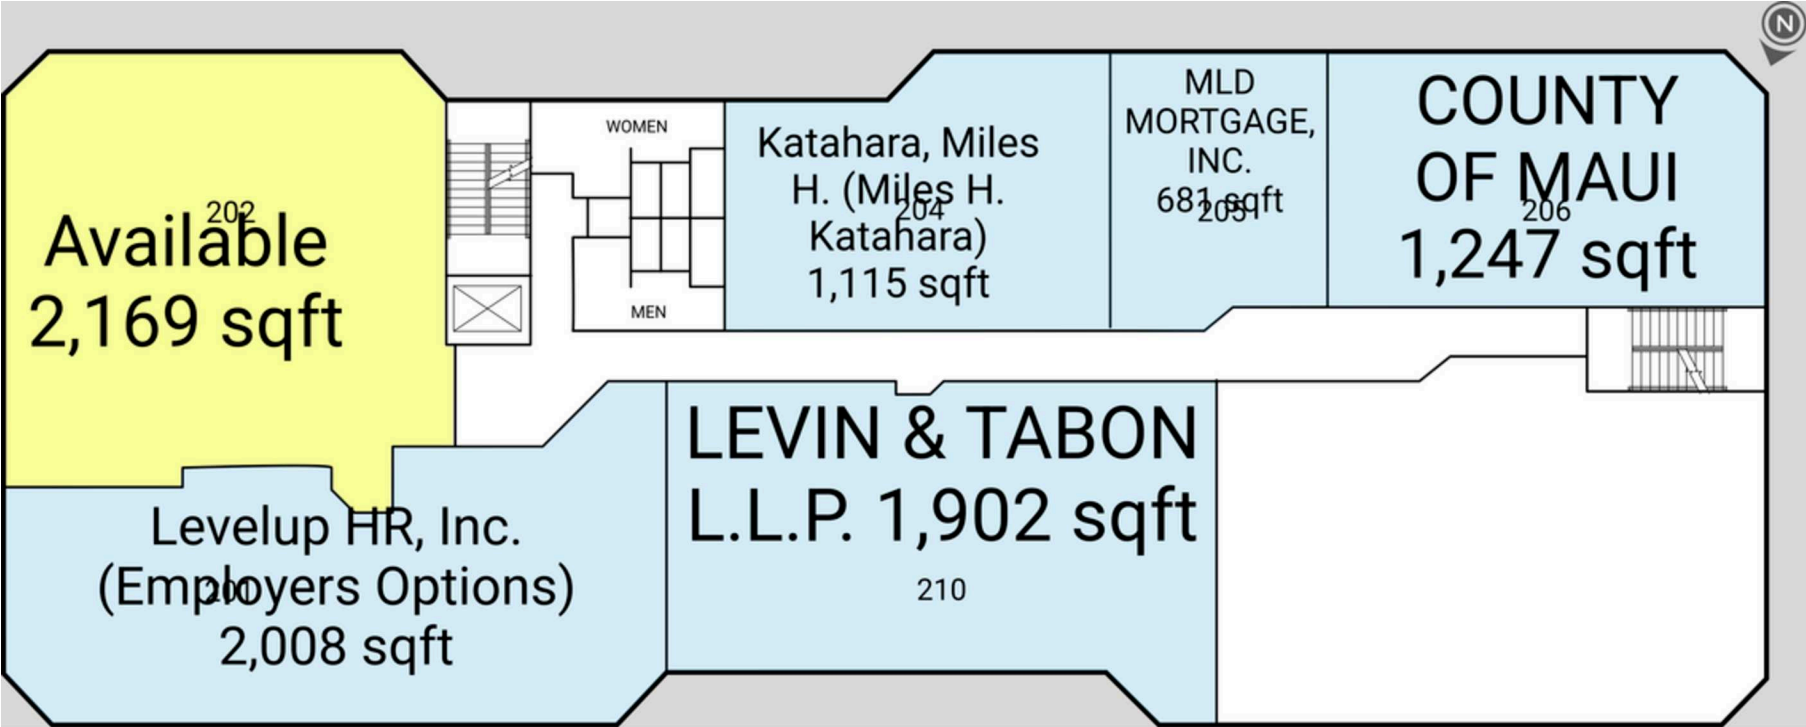 N
202
Available
2,169 sqft
WOMEN
MEN
Katahara, Miles
H. (Miles H.
204
Katahara)
1,115 sqft
MLD
MORTGAGE,
INC.
681 sqft
205
COUNTY
OF MAUI
206
1,247 sqft
Levelup HR, Inc.
(Employers Options)
201
2,008 sqft
LEVIN & TABON
L.L.P. 1,902 sqft
210